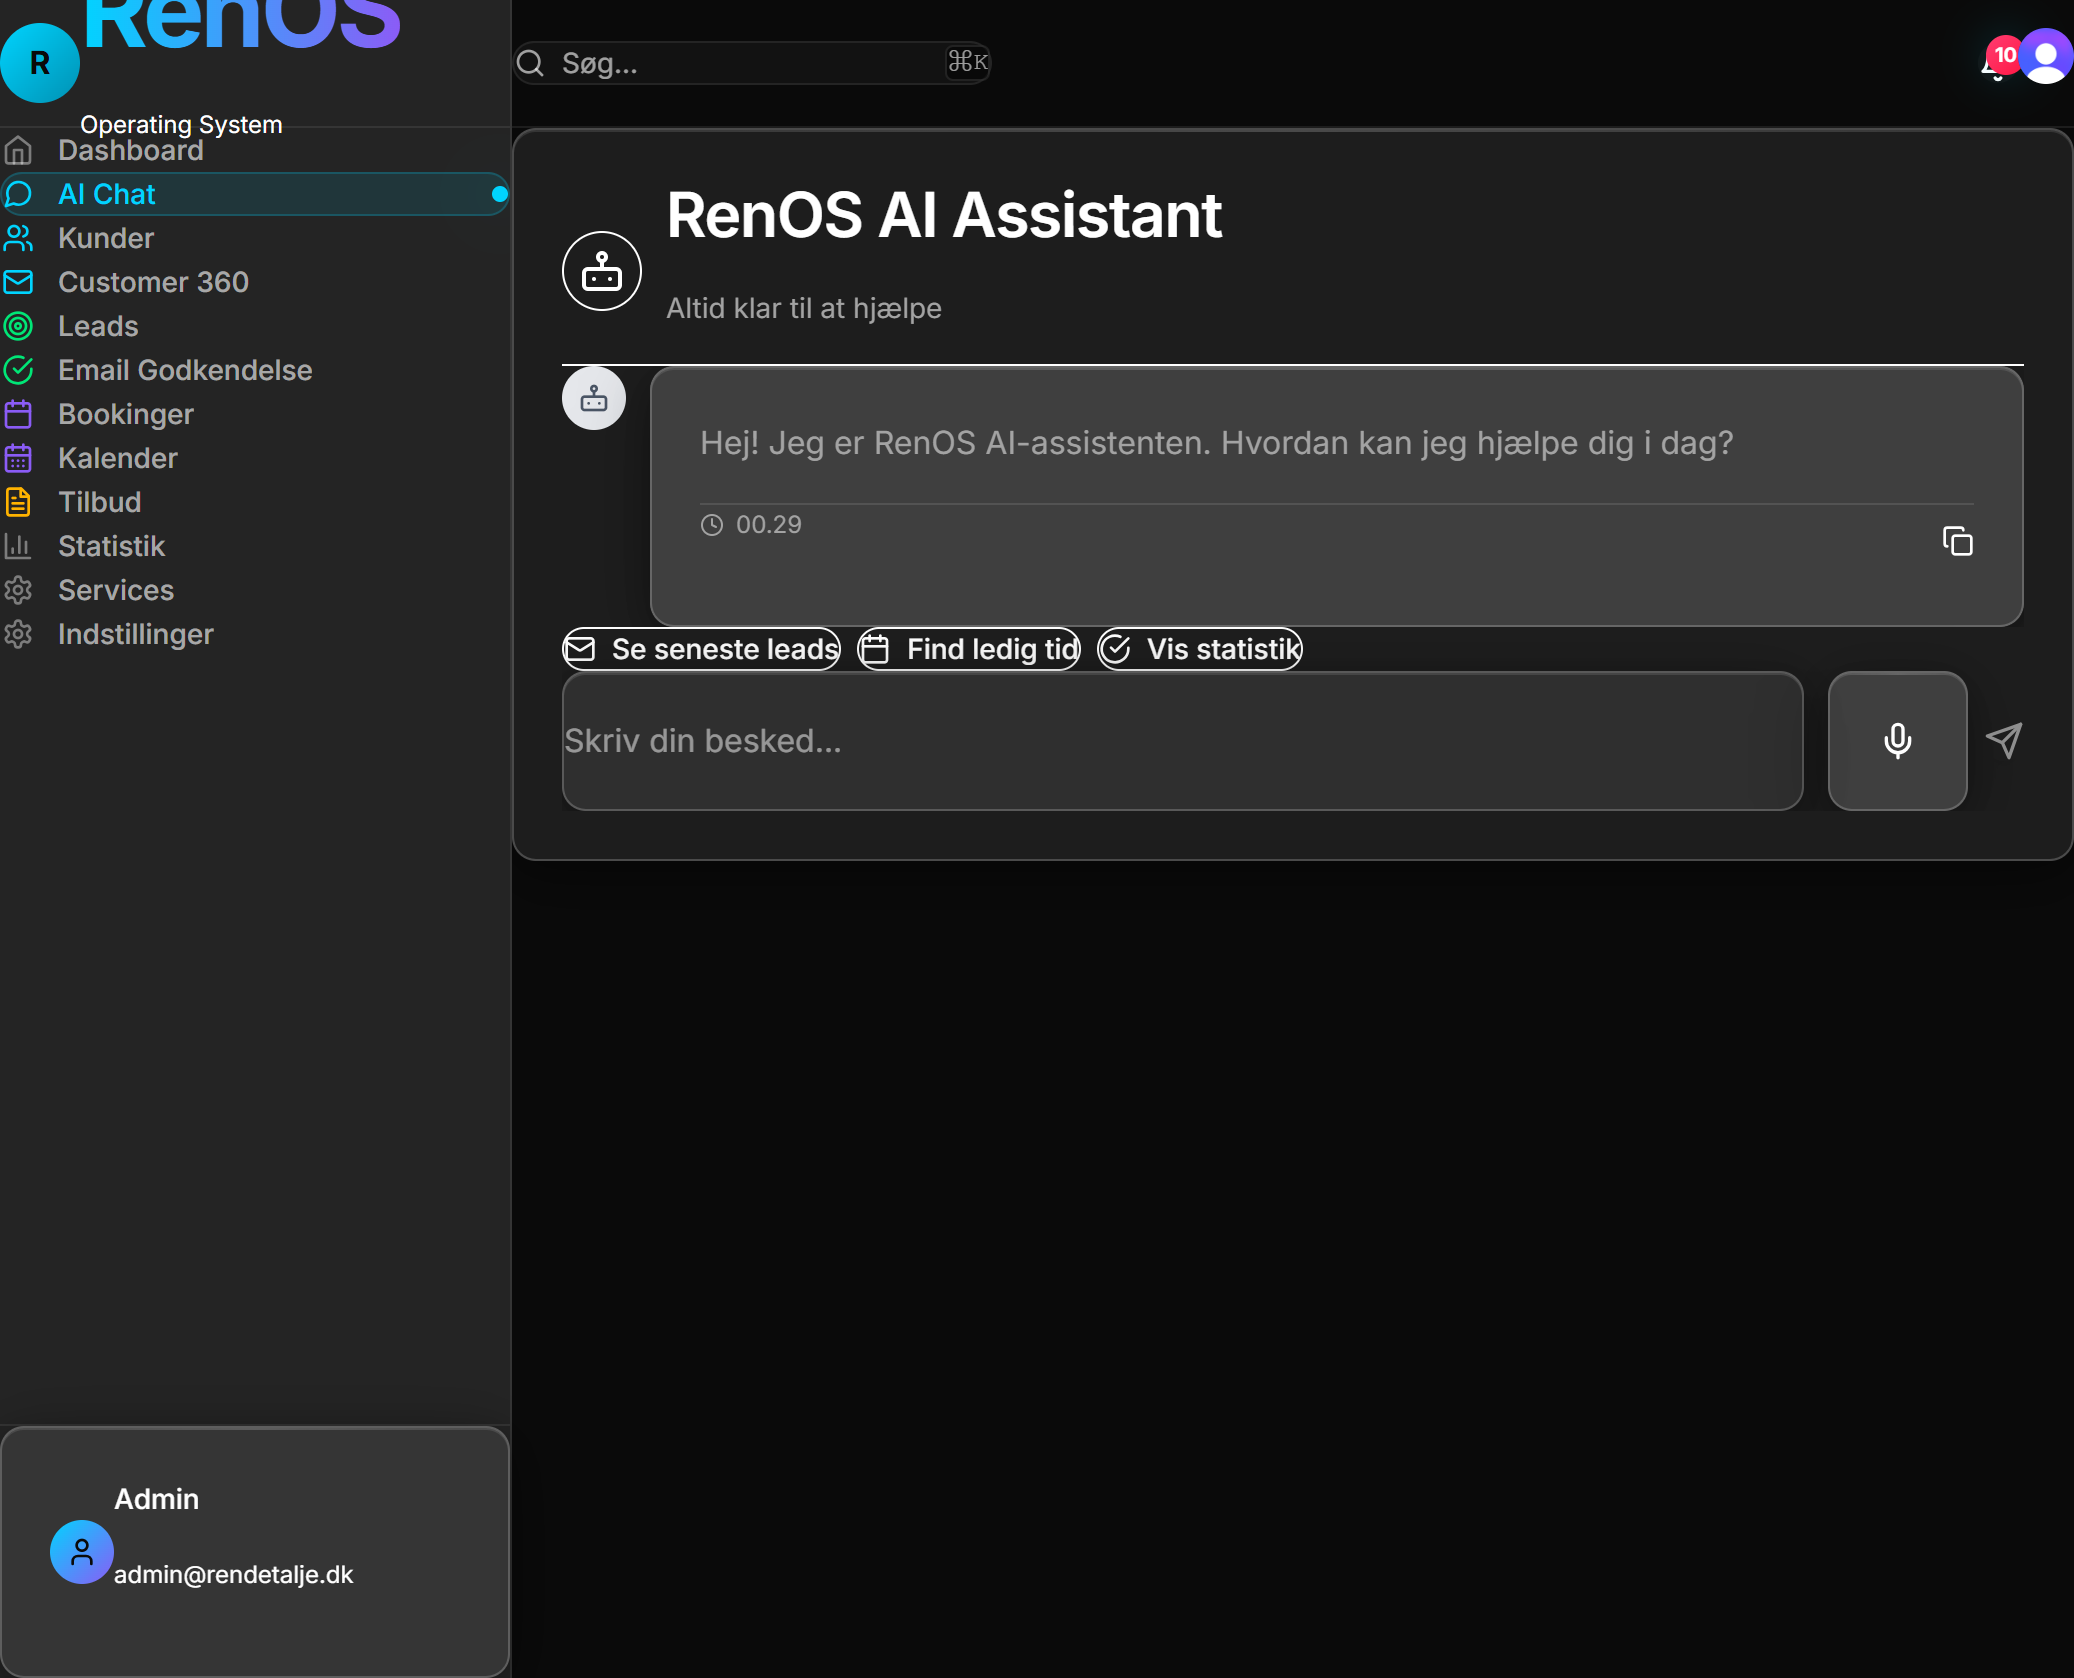 RenOS
R
Operating System
Dashboard
AI Chat
Kunder
Customer 360
Leads
Email Godkendelse
Bookinger
Kalender
Tilbud
Statistik
Services
Indstillinger
Admin
admin@rendetalje.dk
Søg...
⌘K
10
RenOS AI Assistant
Altid klar til at hjælpe
Hej! Jeg er RenOS AI-assistenten. Hvordan kan jeg hjælpe dig i dag?
00.29
Se seneste leads
Find ledig tid
Vis statistik
Skriv din besked...